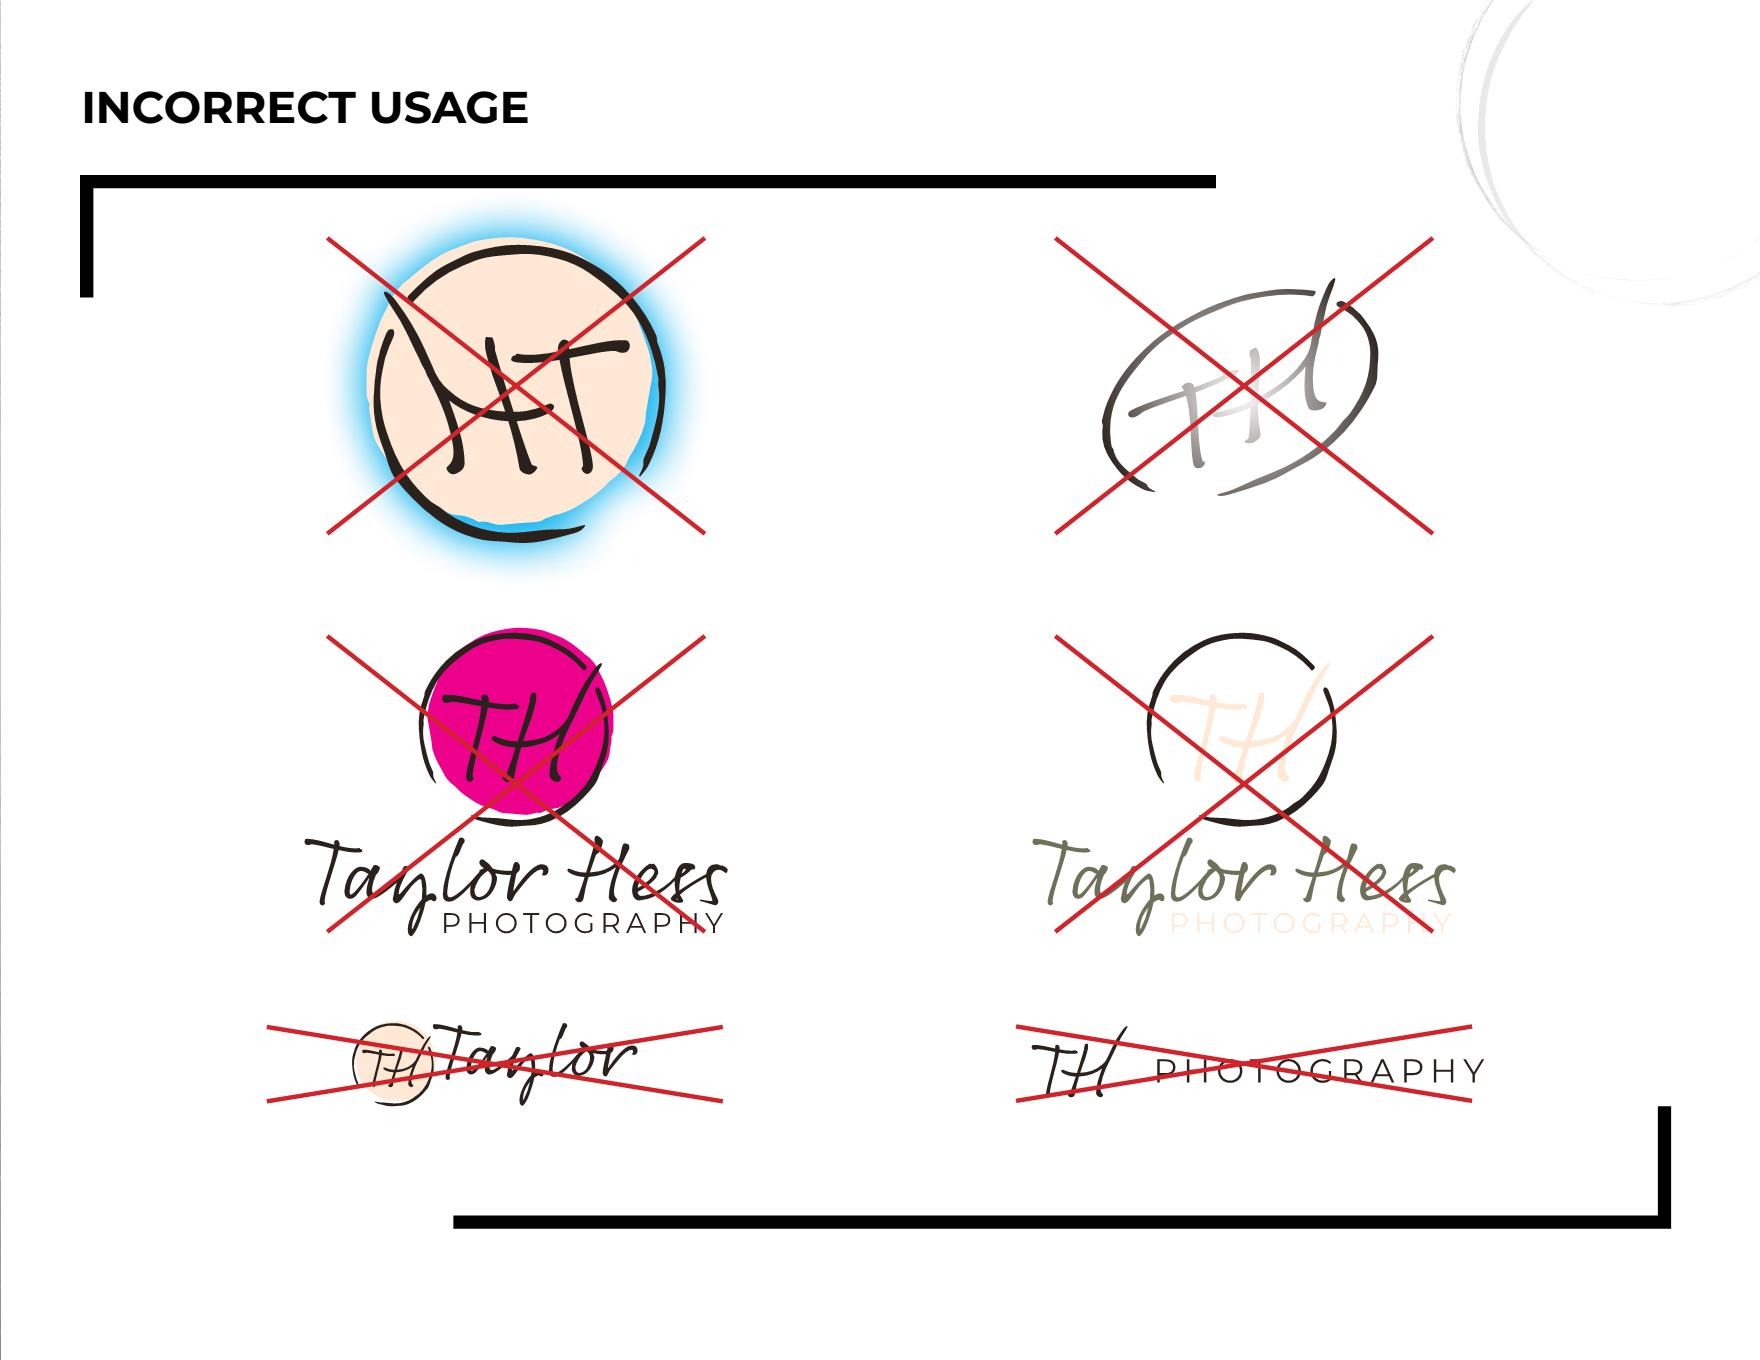 INCORRECT USAGE
HT
TH
TH
TH
Taylor Hess
PHOTOGRAPHY
Taylor Hess
PHOTOGRAPHY
TH Taylor
TH PHOTOGRAPHY